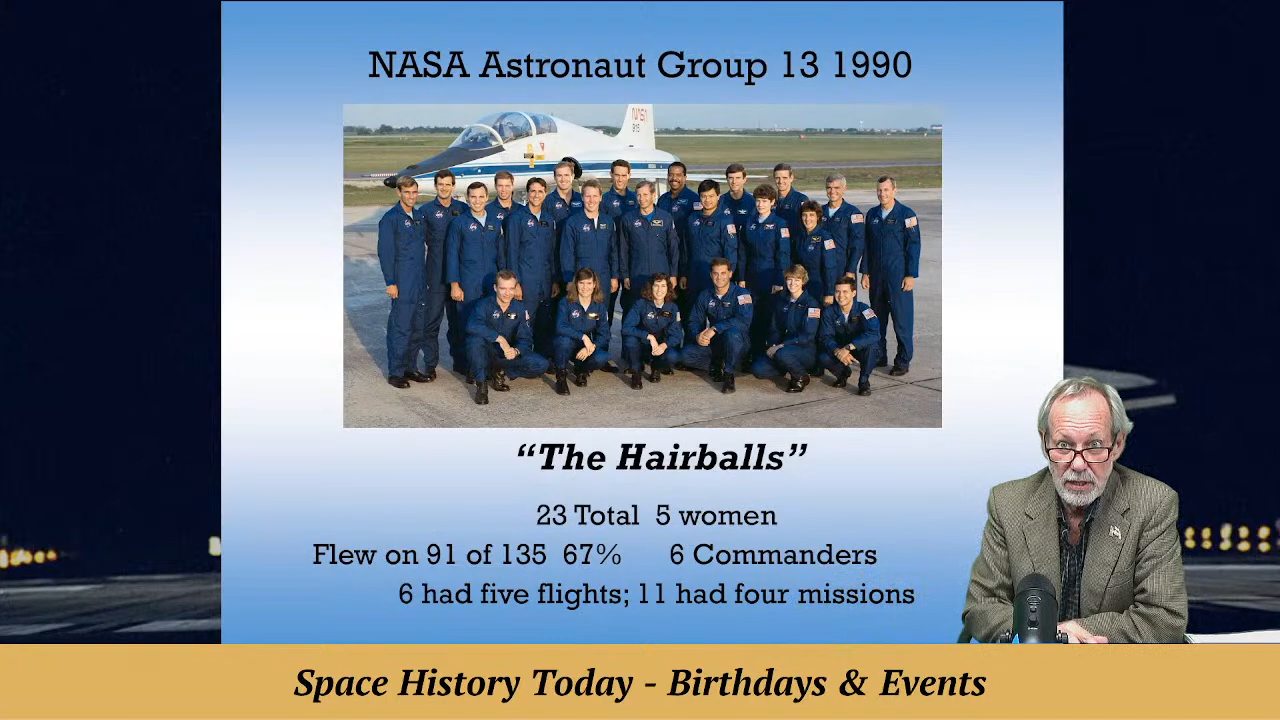 NASA Astronaut Group 13 1990
NASA
“The Hairballs”
23 Total 5 women
Flew on 91 of 135 67% 6 Commanders
6 had five flights; 11 had four missions
Space History Today - Birthdays & Events